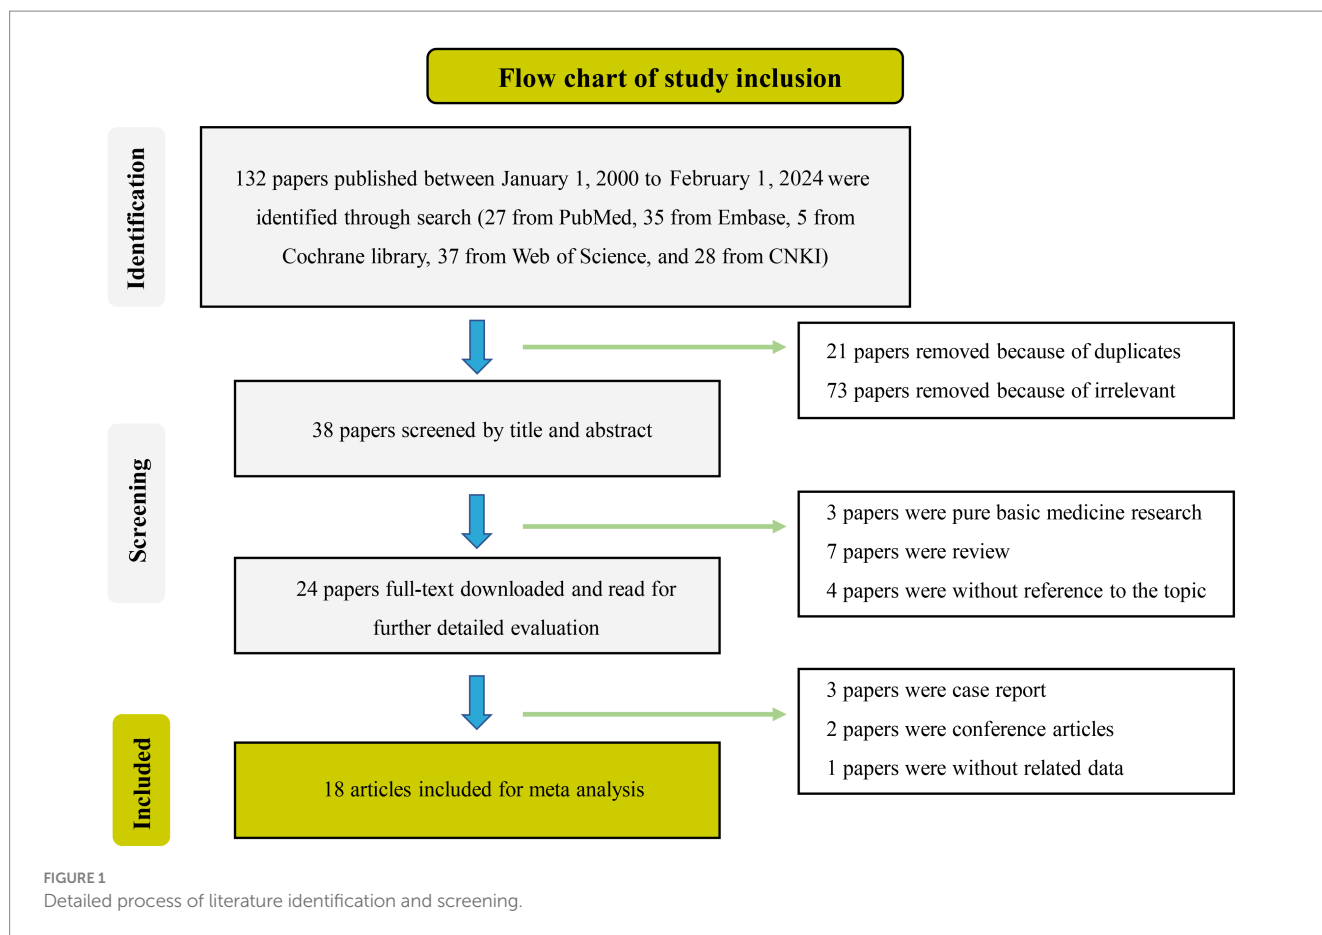 Flow chart of study inclusion
Identification
132 papers published between January 1, 2000 to February 1, 2024 were
identified through search (27 from PubMed, 35 from Embase, 5 from
Cochrane library, 37 from Web of Science, and 28 from CNKI)
21 papers removed because of duplicates
73 papers removed because of irrelevant
Screening
38 papers screened by title and abstract
3 papers were pure basic medicine research
7 papers were review
4 papers were without reference to the topic
24 papers full-text downloaded and read for
further detailed evaluation
3 papers were case report
2 papers were conference articles
1 papers were without related data
Included
18 articles included for meta analysis
FIGURE 1
Detailed process of literature identification and screening.